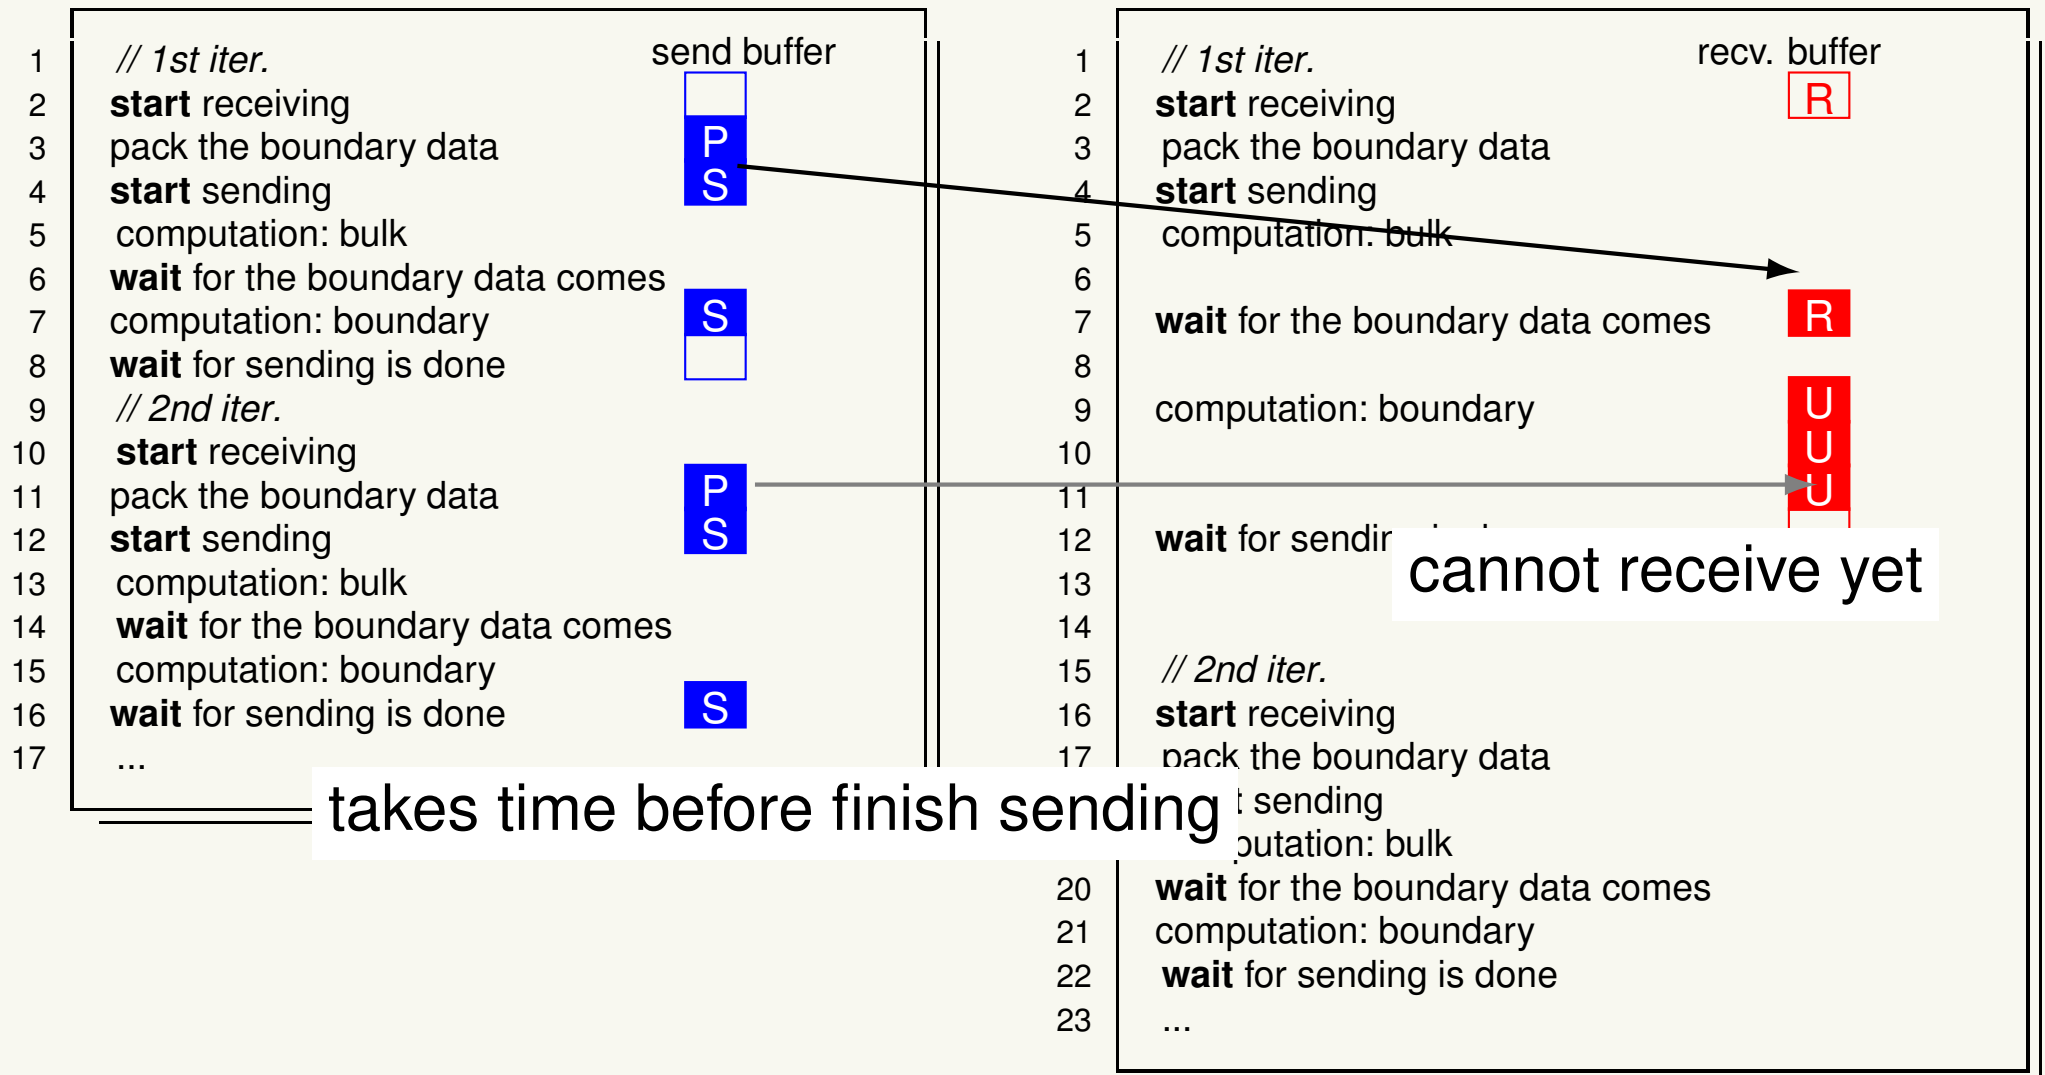 send buffer
1 // 1st iter.
2 start receiving
3 pack the boundary data P
4 start sending S
5 computation: bulk
6 wait for the boundary data comes
7 computation: boundary S
8 wait for sending is done
9 // 2nd iter.
10 start receiving
11 pack the boundary data P
12 start sending S
13 computation: bulk
14 wait for the boundary data comes
15 computation: boundary
16 wait for sending is done S
17 ...
takes time before finish sending
recv. buffer
1 // 1st iter.
2 start receiving R
3 pack the boundary data
4 start sending
5 computation: bulk
6
7 wait for the boundary data comes R
8
9 computation: boundary U
10 U
11 U
12 wait for
cannot receive yet
13
14
15 // 2nd iter.
16 start receiving
17 pack the boundary data
sending
bulk
20 wait for the boundary data comes
21 computation: boundary
22 wait for sending is done
23 ...